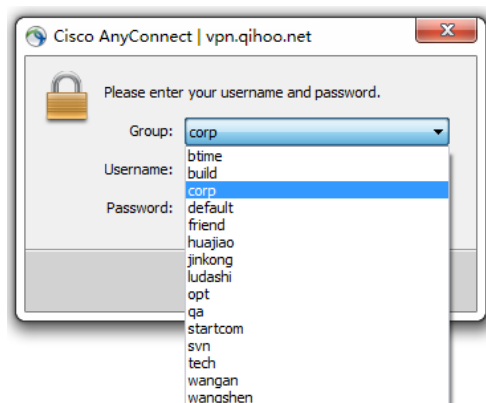 Cisco AnyConnect | vpn.qihoo.net
Please enter your username and password.
Group: corp
btime
Username:
build
corp
Password:
default
friend
huajiao
jinkong
ludashi
opt
qa
startcom
svn
tech
wangan
wangshen